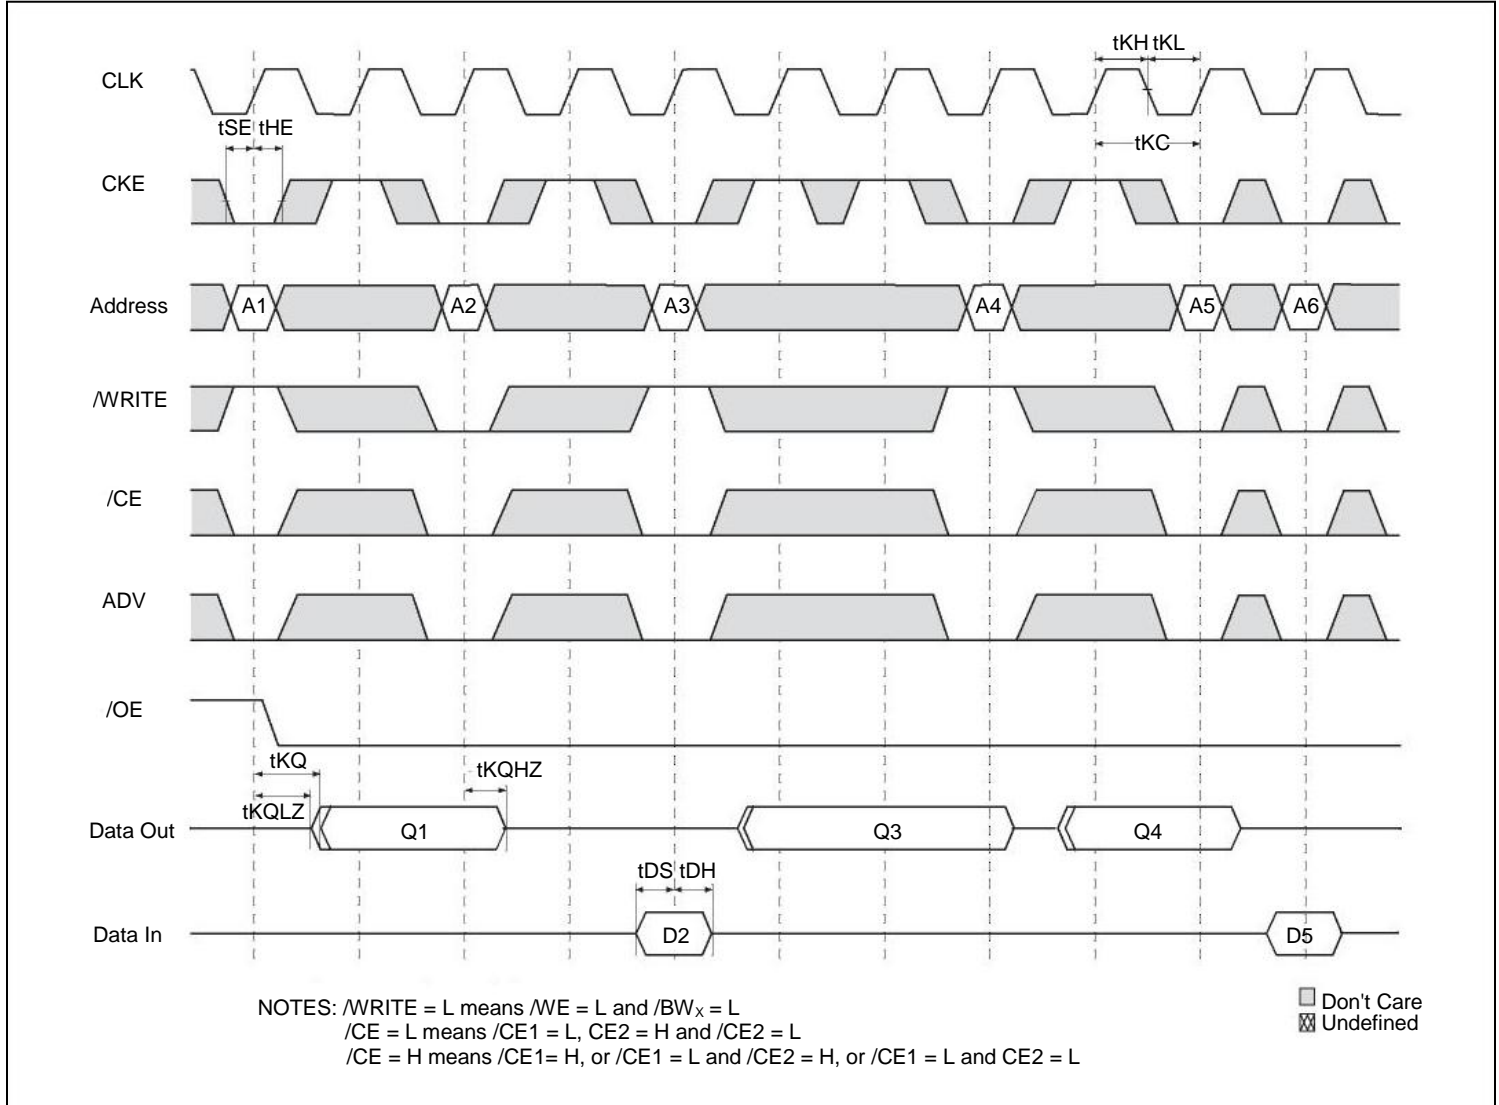 tKH tKL
CLK
tSE tHE
tKC
CKE
Address A1 A2 A3 A4 A5 A6
/WRITE
/CE
ADV
/OE
tKQ
tKQHZ
tKQLZ
Data Out Q1 Q3 Q4
tDS tDH
Data In D2 D5
NOTES: /WRITE = L means /WE = L and /BWX = L
/CE = L means /CE1 = L, CE2 = H and /CE2 = L
/CE = H means /CE1= H, or /CE1 = L and /CE2 = H, or /CE1 = L and CE2 = L
Don't Care
Undefined